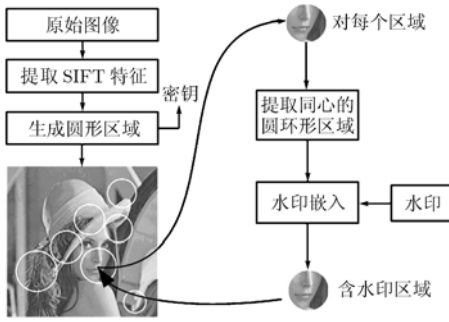 原始图像
提取 SIFT 特征
密钥
生成圆形区域
对每个区域
提取同心的
圆环形区域
水印嵌入
水印
含水印区域